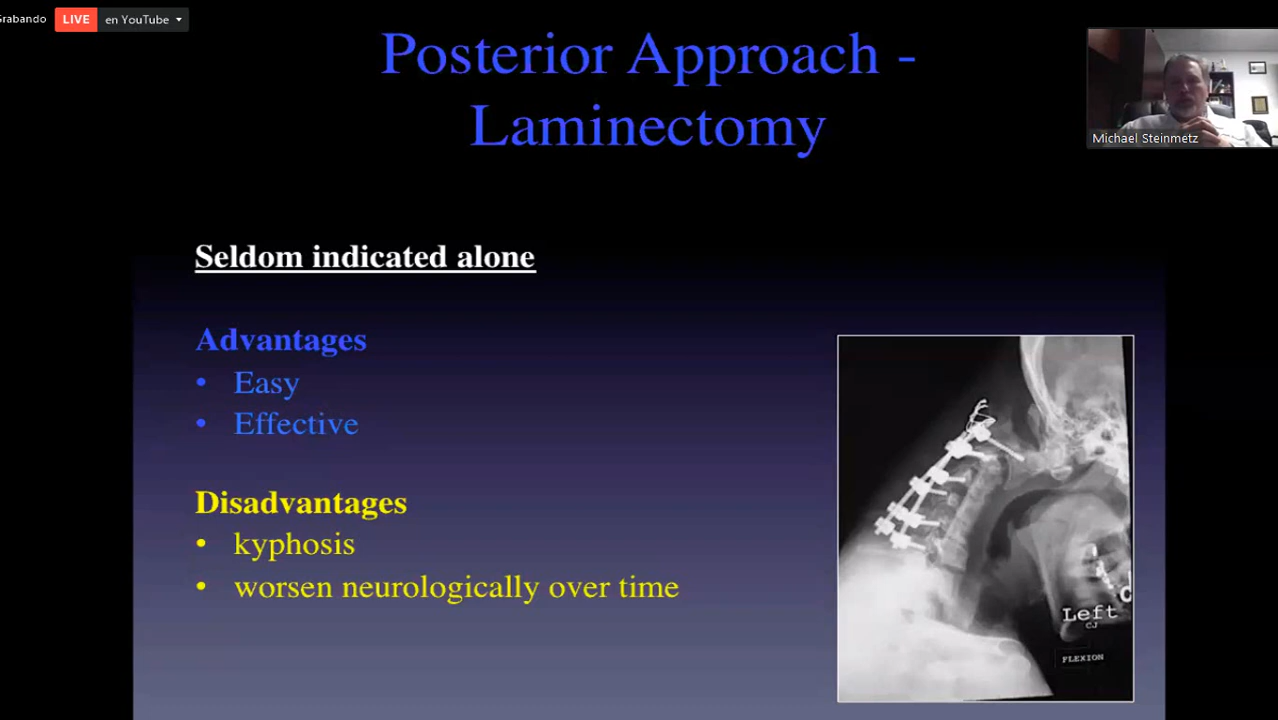 Grabando
LIVE en YouTube
Posterior Approach -
Laminectomy
Michael Steinmetz
Seldom indicated alone
Advantages
• Easy
• Effective
Disadvantages
• kyphosis
• worsen neurologically over time
Left
CJ
FLEXION
d